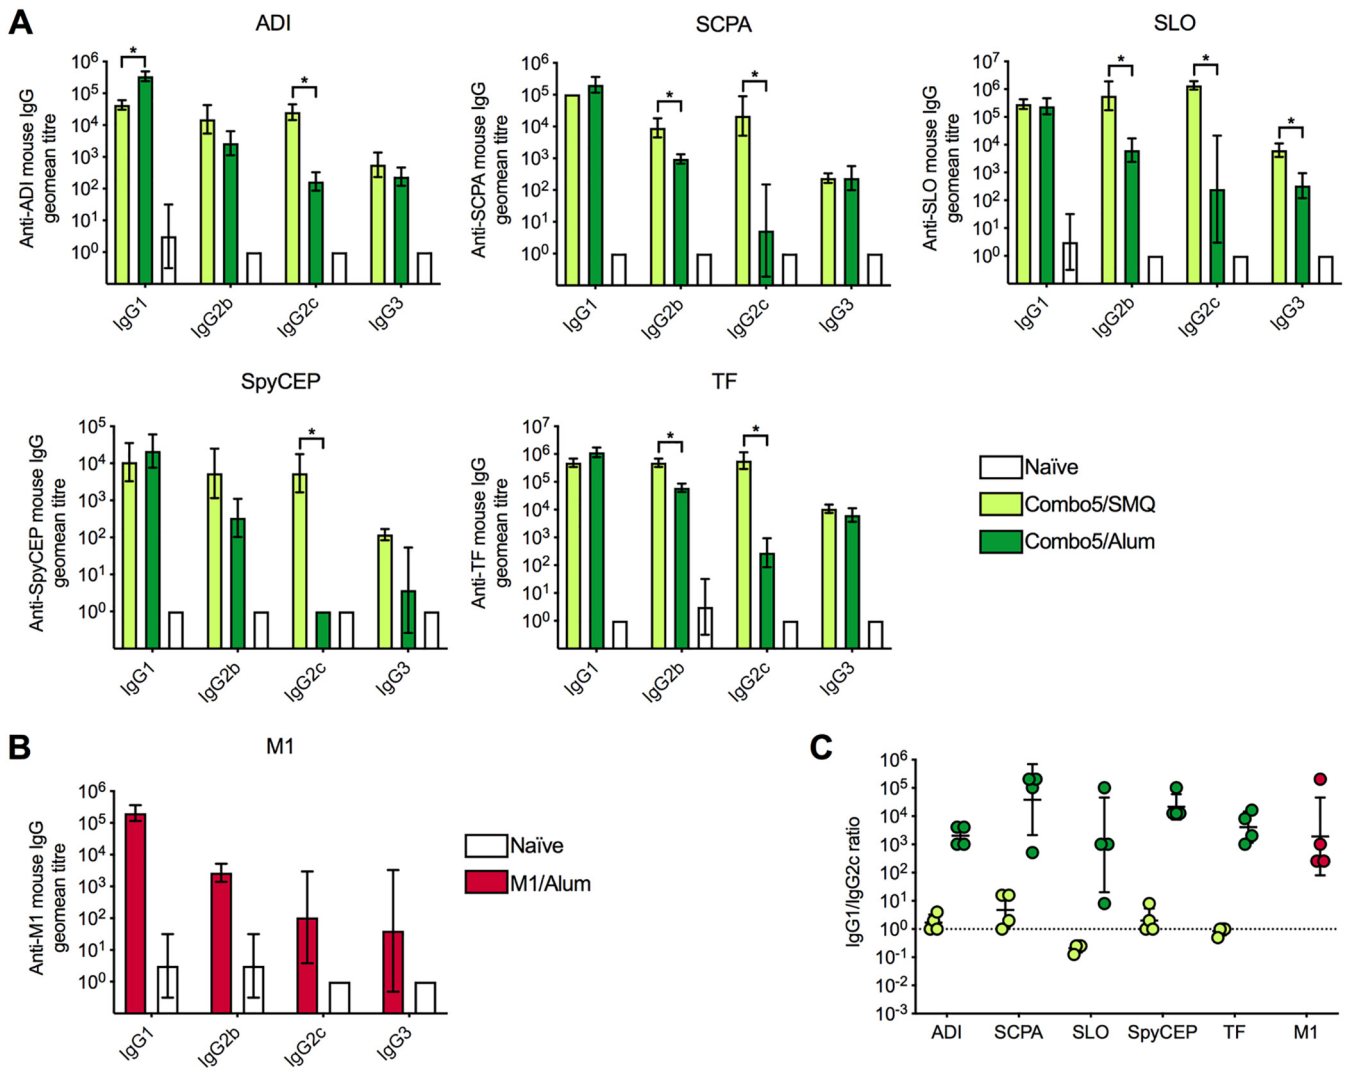 A
ADI
Anti-ADI mouse IgG
geomean titre
10⁶
10⁵
10⁴
10³
10²
10¹
10⁰
*
*
IgG1
IgG2b
IgG2c
IgG3
SCPA
Anti-SCPA mouse IgG
geomean titre
10⁶
10⁵
10⁴
10³
10²
10¹
10⁰
*
*
IgG1
IgG2b
IgG2c
IgG3
SLO
Anti-SLO mouse IgG
geomean titre
10⁷
10⁶
10⁵
10⁴
10³
10²
10¹
10⁰
*
*
*
IgG1
IgG2b
IgG2c
IgG3
SpyCEP
Anti-SpyCEP mouse IgG
geomean titre
10⁵
10⁴
10³
10²
10¹
10⁰
*
IgG1
IgG2b
IgG2c
IgG3
TF
Anti-TF mouse IgG
geomean titre
10⁷
10⁶
10⁵
10⁴
10³
10²
10¹
10⁰
*
*
IgG1
IgG2b
IgG2c
IgG3
Naïve
Combo5/SMQ
Combo5/Alum
B
M1
Anti-M1 mouse IgG
geomean titre
10⁶
10⁵
10⁴
10³
10²
10¹
10⁰
IgG1
IgG2b
IgG2c
IgG3
Naïve
M1/Alum
C
IgG1/IgG2c ratio
10⁶
10⁵
10⁴
10³
10²
10¹
10⁰
10⁻¹
10⁻²
10⁻³
ADI
SCPA
SLO
SpyCEP
TF
M1